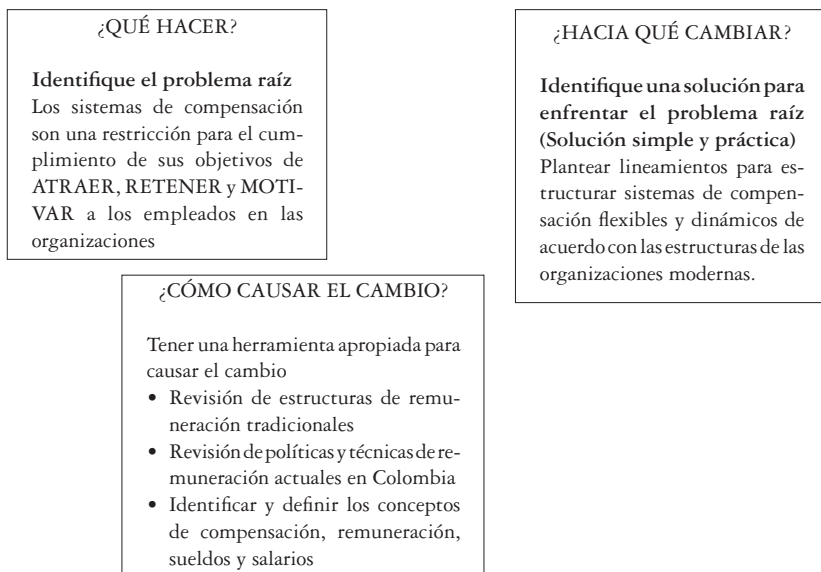 ¿QUÉ HACER?
Identifique el problema raíz
Los sistemas de compensación
son una restricción para el cum-
plimiento de sus objetivos de
ATRAER, RETENER y MOTI-
VAR a los empleados en las
organizaciones
¿HACIA QUÉ CAMBIAR?
Identifique una solución para
enfrentar el problema raíz
(Solución simple y práctica)
Plantear lineamientos para es-
tructurar sistemas de compen-
sación flexibles y dinámicos de
acuerdo con las estructuras de las
organizaciones modernas.
¿CÓMO CAUSAR EL CAMBIO?
Tener una herramienta apropiada para
causar el cambio
• Revisión de estructuras de remu-
neración tradicionales
• Revisión de políticas y técnicas de re-
muneración actuales en Colombia
• Identificar y definir los conceptos
de compensación, remuneración,
sueldos y salarios